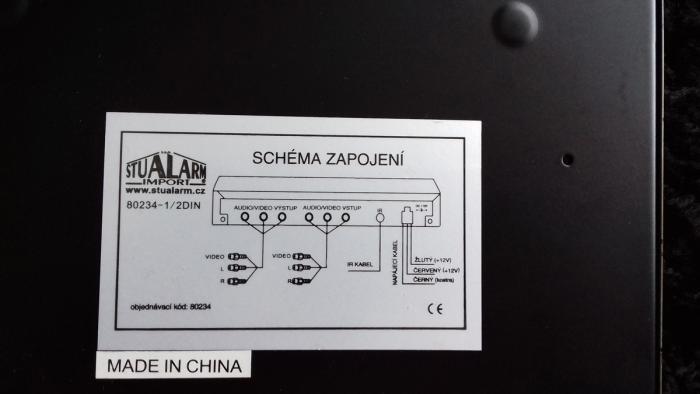 SCHÉMA ZAPOJENÍ
STUALARM
IMPORT
www.stualarm.cz
80234-1/2DIN
AUDIO/VIDEO VÝSTUP
AUDIO/VIDEO VSTUP
IR
VIDEO
L
R
VIDEO
L
R
IR KABEL
NAPÁJECÍ KABEL
ŽLUTÝ (+12V)
ČERVENÝ (+12V)
ČERNÝ (kostra)
objednávací kód: 80234
CE
MADE IN CHINA